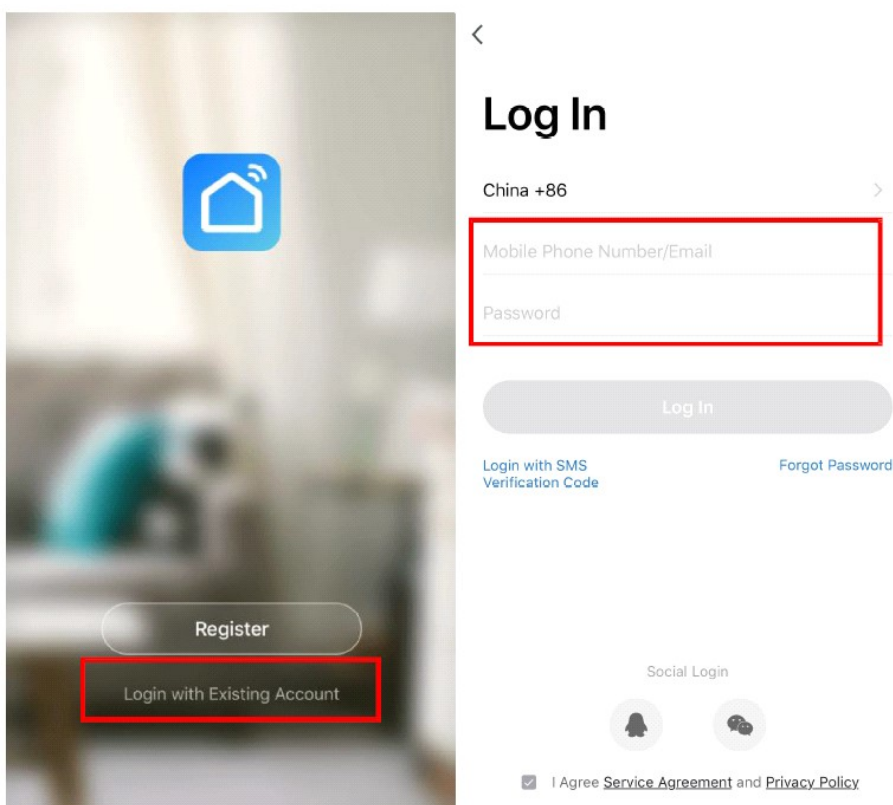 Register
Login with Existing Account
Log In
China +86
Mobile Phone Number/Email
Password
Log In
Login with SMS
Verification Code
Forgot Password
Social Login
I Agree Service Agreement and Privacy Policy